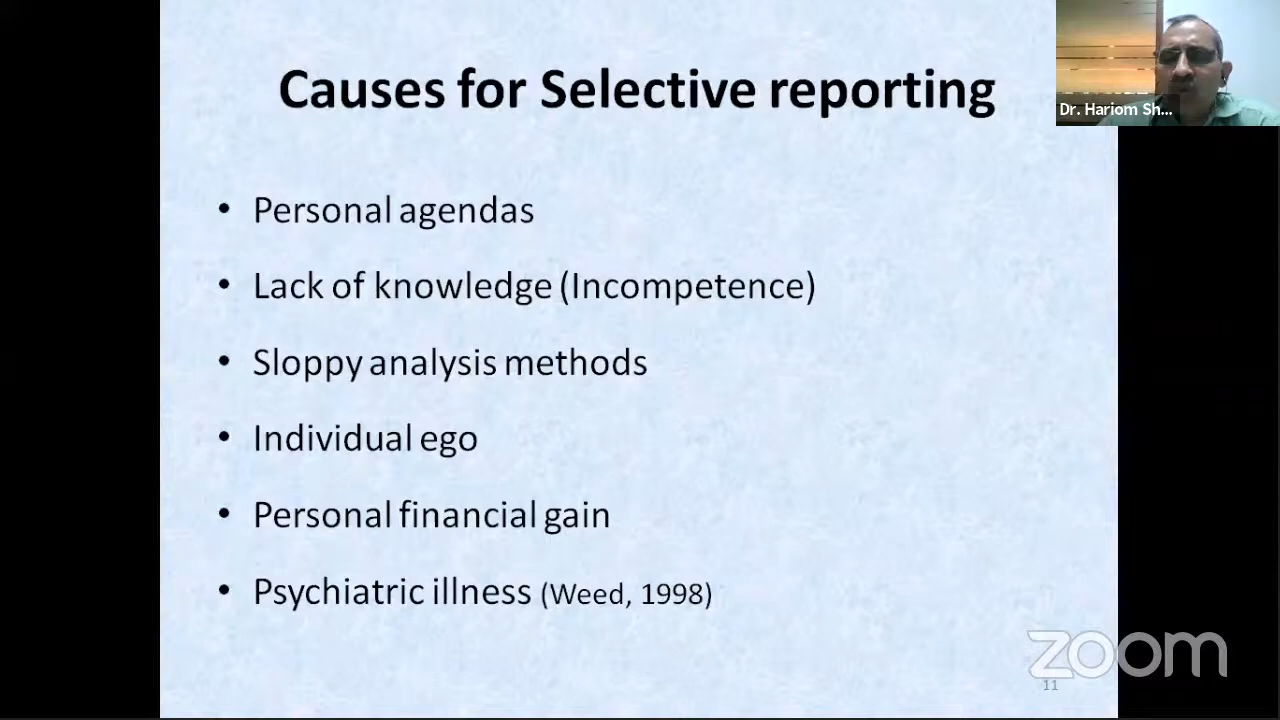 Causes for Selective reporting
Dr. Hariom Sh...
• Personal agendas
• Lack of knowledge (Incompetence)
• Sloppy analysis methods
• Individual ego
• Personal financial gain
• Psychiatric illness (Weed, 1998)
zoom
11